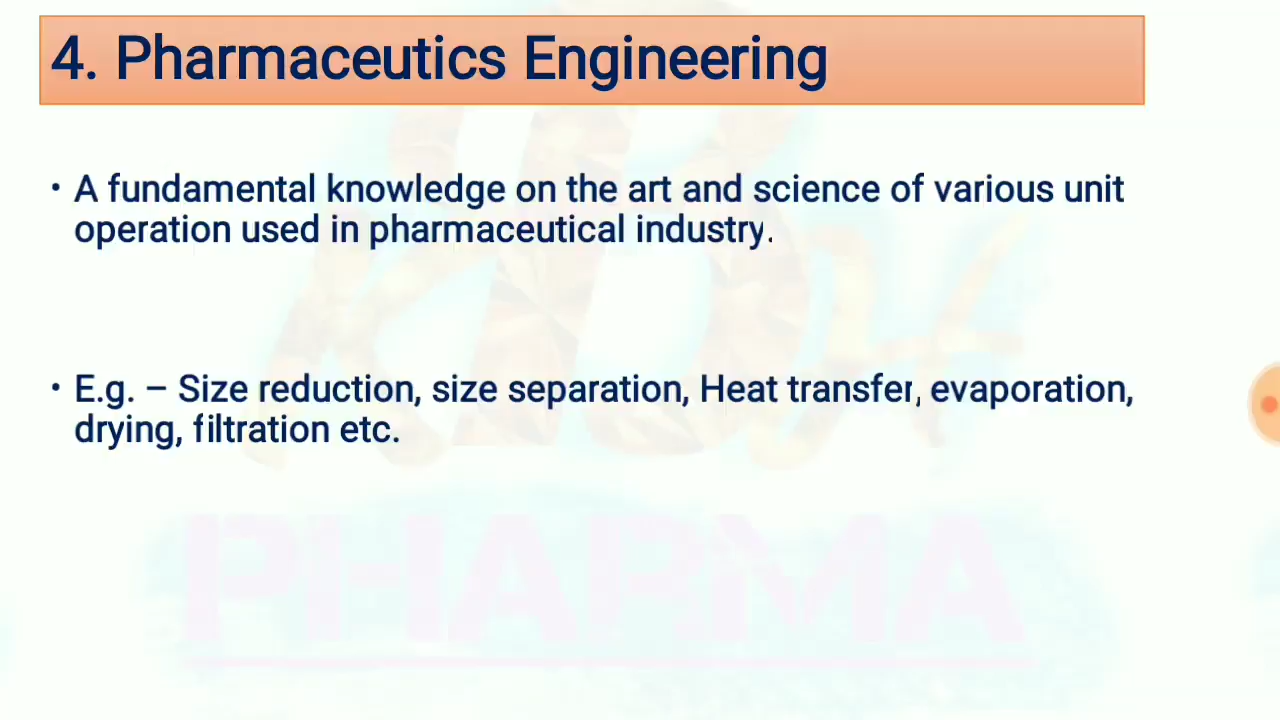 4. Pharmaceutics Engineering
• A fundamental knowledge on the art and science of various unit
operation used in pharmaceutical industry.
• E.g. – Size reduction, size separation, Heat transfer, evaporation,
drying, filtration etc.
PHARMA